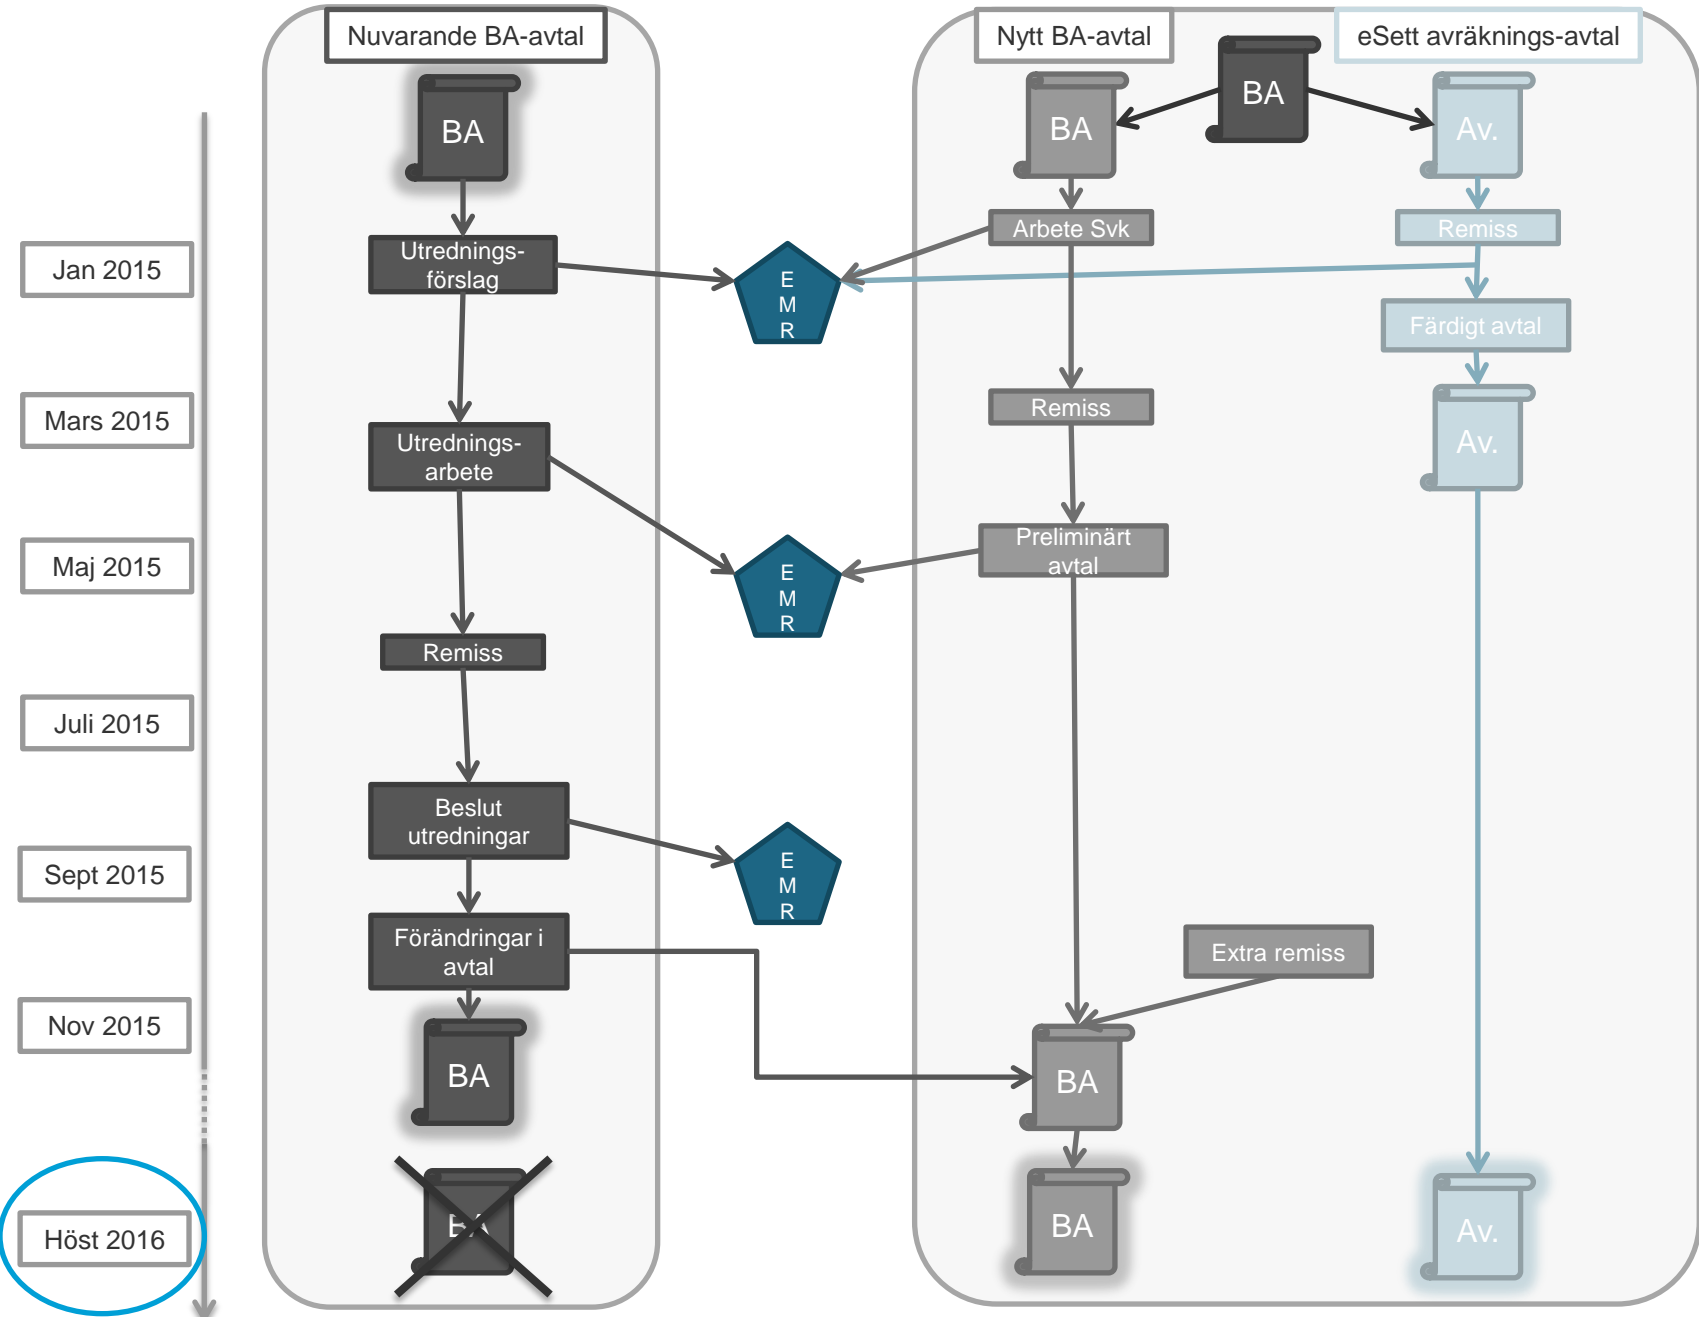 Nuvarande BA-avtal
Nytt BA-avtal
eSett avräknings-avtal
BA
BA
BA
Av.
Jan 2015
Utrednings-
förslag
E
M
R
Arbete Svk
Remiss
Färdigt avtal
Mars 2015
Utrednings-
arbete
Remiss
Av.
Maj 2015
E
M
R
Preliminärt
avtal
Remiss
Juli 2015
Beslut
utredningar
Sept 2015
E
M
R
Förändringar i
avtal
Extra remiss
Nov 2015
BA
BA
Höst 2016
BA
BA
Av.